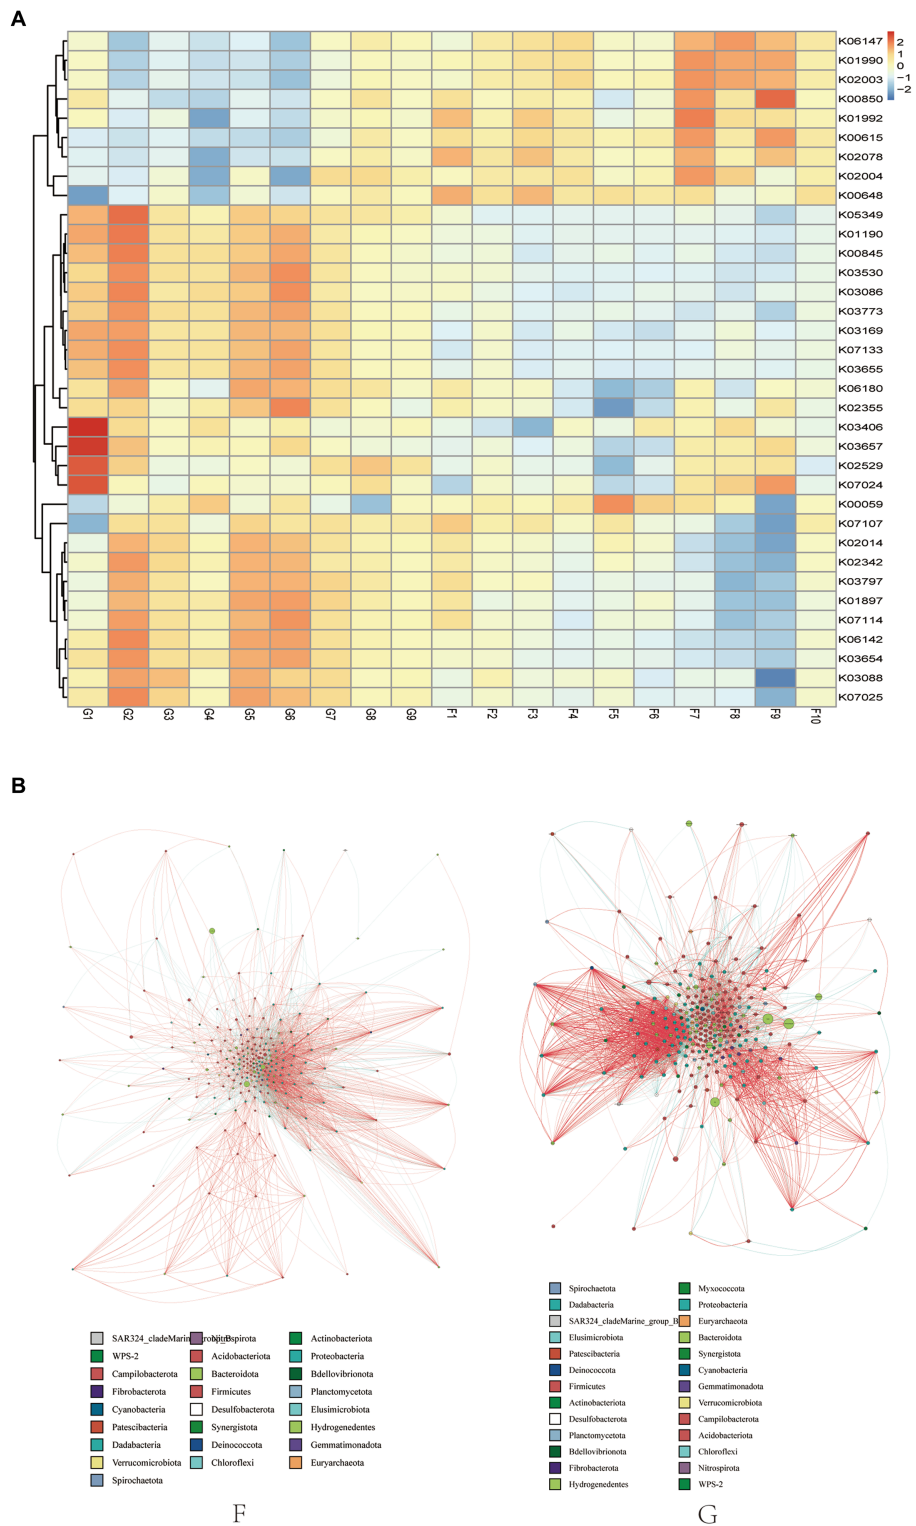 A
K06147
K01990
K02003
K00850
K01992
K00615
K02078
K02004
K00648
K05349
K01190
K00845
K03530
K03086
K03773
K03169
K07133
K03655
K06180
K02355
K03406
K03657
K02529
K07024
K00059
K07107
K02014
K02342
K03797
K01897
K07114
K06142
K03654
K03088
K07025
2
1
0
−1
−2
G1 G2 G3 G4 G5 G6 G7 G8 G9 F1 F2 F3 F4 F5 F6 F7 F8 F9 F10
B
SAR324_cladeMarine_group_B Nitrospirota Actinobacteriota
WPS-2 Acidobacteriota Proteobacteria
Campilobacterota Bacteroidota Bdellovibrionota
Fibrobacterota Firmicutes Planctomycetota
Cyanobacteria Desulfobacterota Elusimicrobiota
Patescibacteria Synergistota Hydrogenedentes
Dadabacteria Deinococcota Gemmatimonadota
Verrucomicrobiota Chloroflexi Euryarchaeota
Spirochaetota
F
Spirochaetota Myxococcota
Dadabacteria Proteobacteria
SAR324_cladeMarine_group_B Euryarchaeota
Elusimicrobiota Bacteroidota
Patescibacteria Synergistota
Deinococcota Cyanobacteria
Firmicutes Gemmatimonadota
Actinobacteriota Verrucomicrobiota
Desulfobacterota Campilobacterota
Planctomycetota Acidobacteriota
Bdellovibrionota Chloroflexi
Fibrobacterota Nitrospirota
Hydrogenedentes WPS-2
G